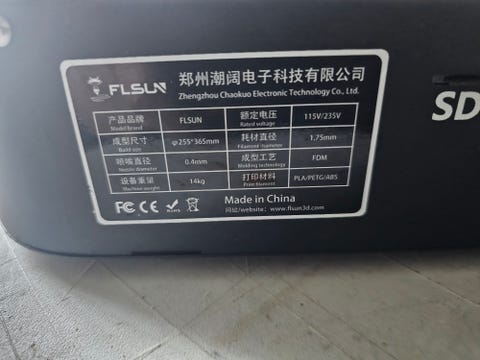 FLSUN 郑州潮阔电子科技有限公司
Zhengzhou Chaokuo Electronic Technology Co., Ltd.
产品品牌 FLSUN 额定电压 115V/235V
Model brand Rated voltage
成型尺寸 φ255*365mm 耗材直径 1.75mm
Build size Filament diameter
喷嘴直径 0.4mm 成型工艺 FDM
Nozzle diameter Molding technology
设备重量 14kg 打印材料 PLA/PETG/ABS
Machine weight Print filament
FC CE RoHS Made in China
网站/website: www.flsun3d.com
SD